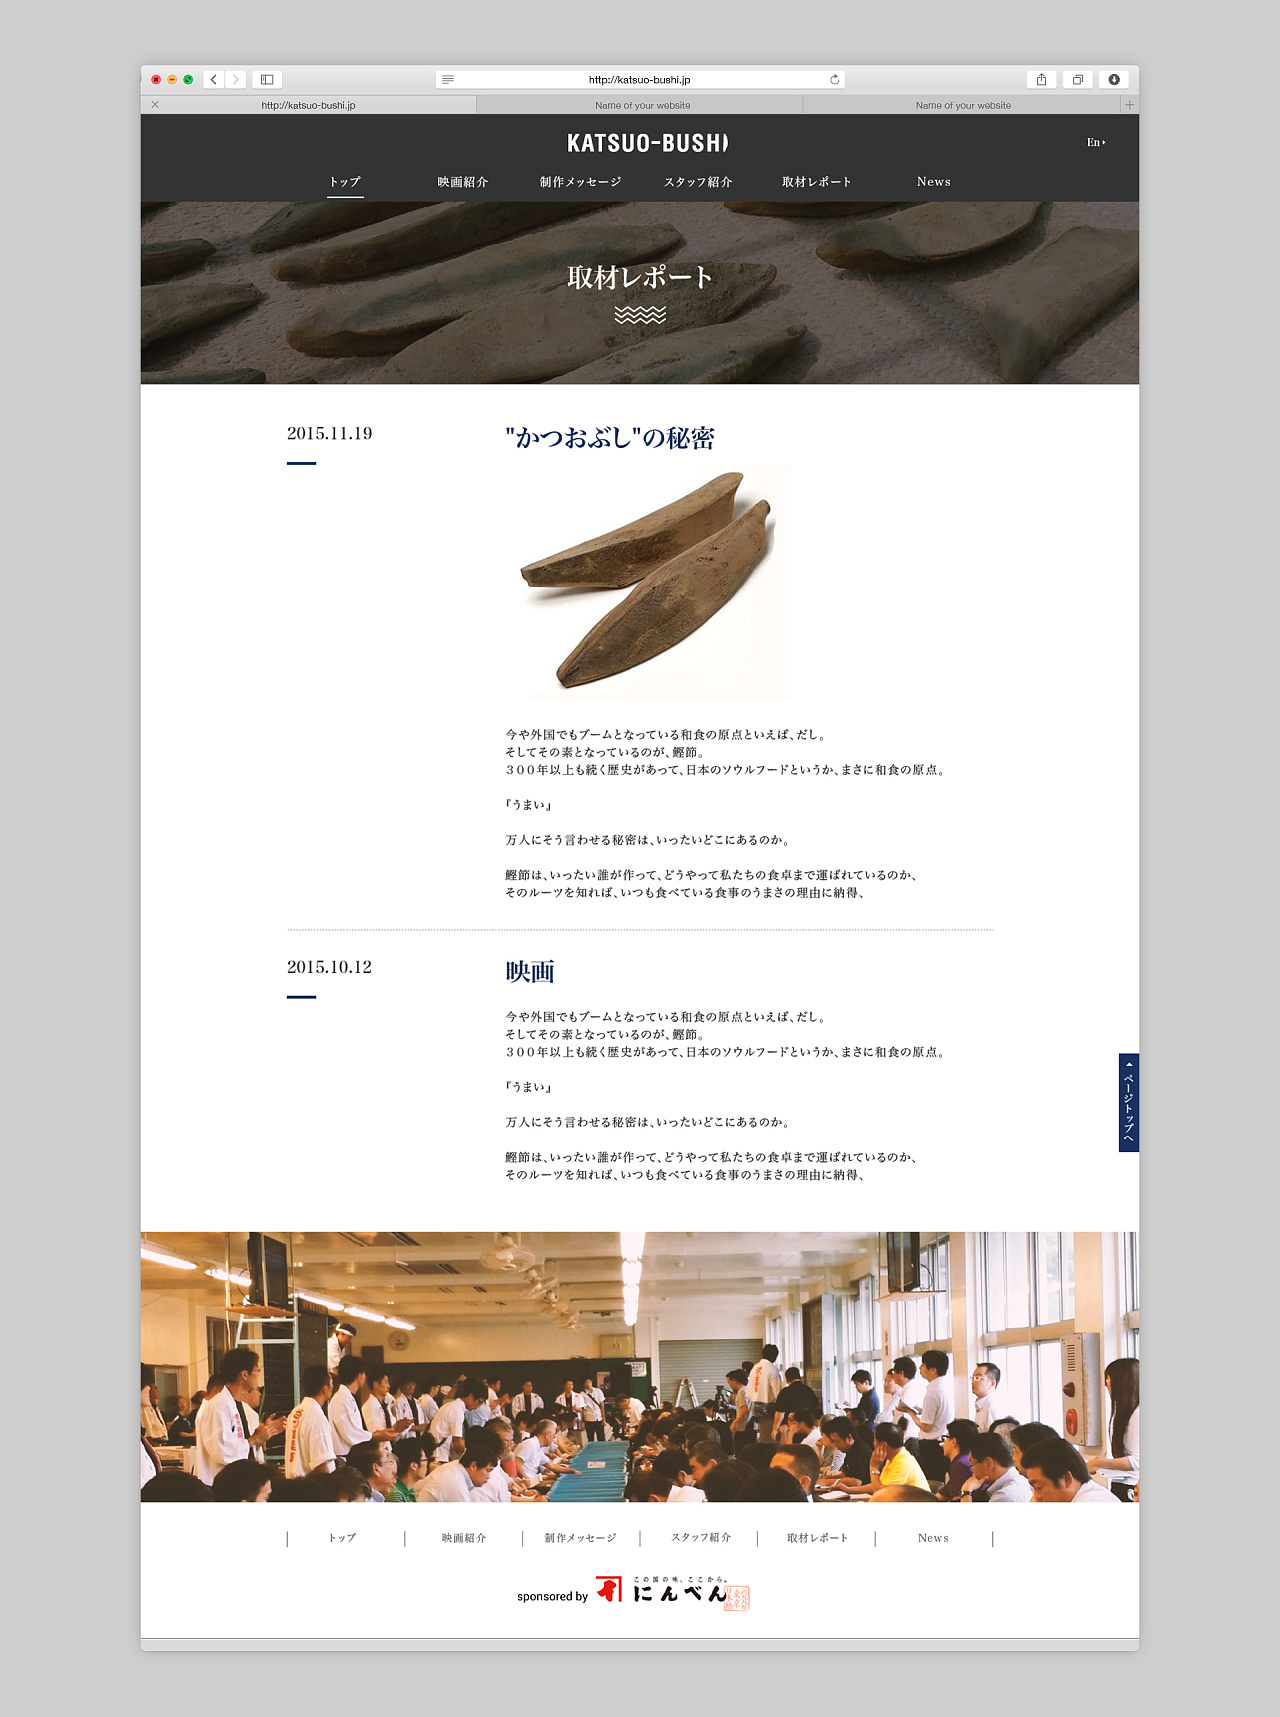 http://katsuo-bushi.jp
http://katsuo-bushi.jp
Name of your website
Name of your website
KATSUO-BUSHI
En
トップ
映画紹介
制作メッセージ
スタッフ紹介
取材レポート
News
取材レポート
2015.11.19
"かつおぶし"の秘密
今や外国でもブームとなっている和食の原点といえば、だし。
そしてその素となっているのが、鰹節。
３００年以上も続く歴史があって、日本のソウルフードというか、まさに和食の原点。
『うまい』
万人にそう言わせる秘密は、いったいどこにあるのか。
鰹節は、いったい誰が作って、どうやって私たちの食卓まで運ばれているのか、
そのルーツを知れば、いつも食べている食事のうまさの理由に納得、
2015.10.12
映画
今や外国でもブームとなっている和食の原点といえば、だし。
そしてその素となっているのが、鰹節。
３００年以上も続く歴史があって、日本のソウルフードというか、まさに和食の原点。
『うまい』
万人にそう言わせる秘密は、いったいどこにあるのか。
鰹節は、いったい誰が作って、どうやって私たちの食卓まで運ばれているのか、
そのルーツを知れば、いつも食べている食事のうまさの理由に納得、
ページトップへ
トップ
映画紹介
制作メッセージ
スタッフ紹介
取材レポート
News
sponsored by
この国の味、ここから。
にんべん